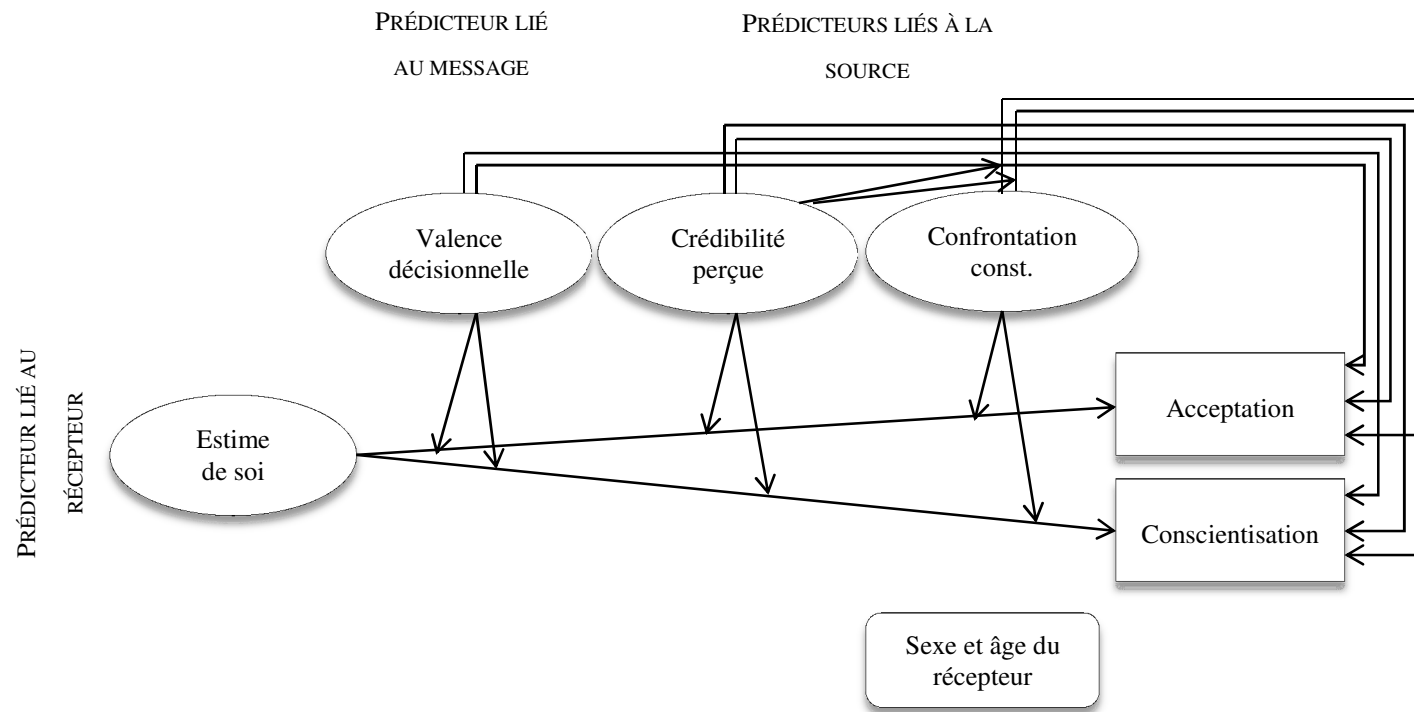 PRÉDICTEUR LIÉ
AU MESSAGE
PRÉDICTEURS LIÉS À LA
SOURCE
Valence
décisionnelle
Crédibilité
perçue
Confrontation
const.
PRÉDICTEUR LIÉ AU
RÉCEPTEUR
Estime
de soi
Acceptation
Conscientisation
Sexe et âge du
récepteur